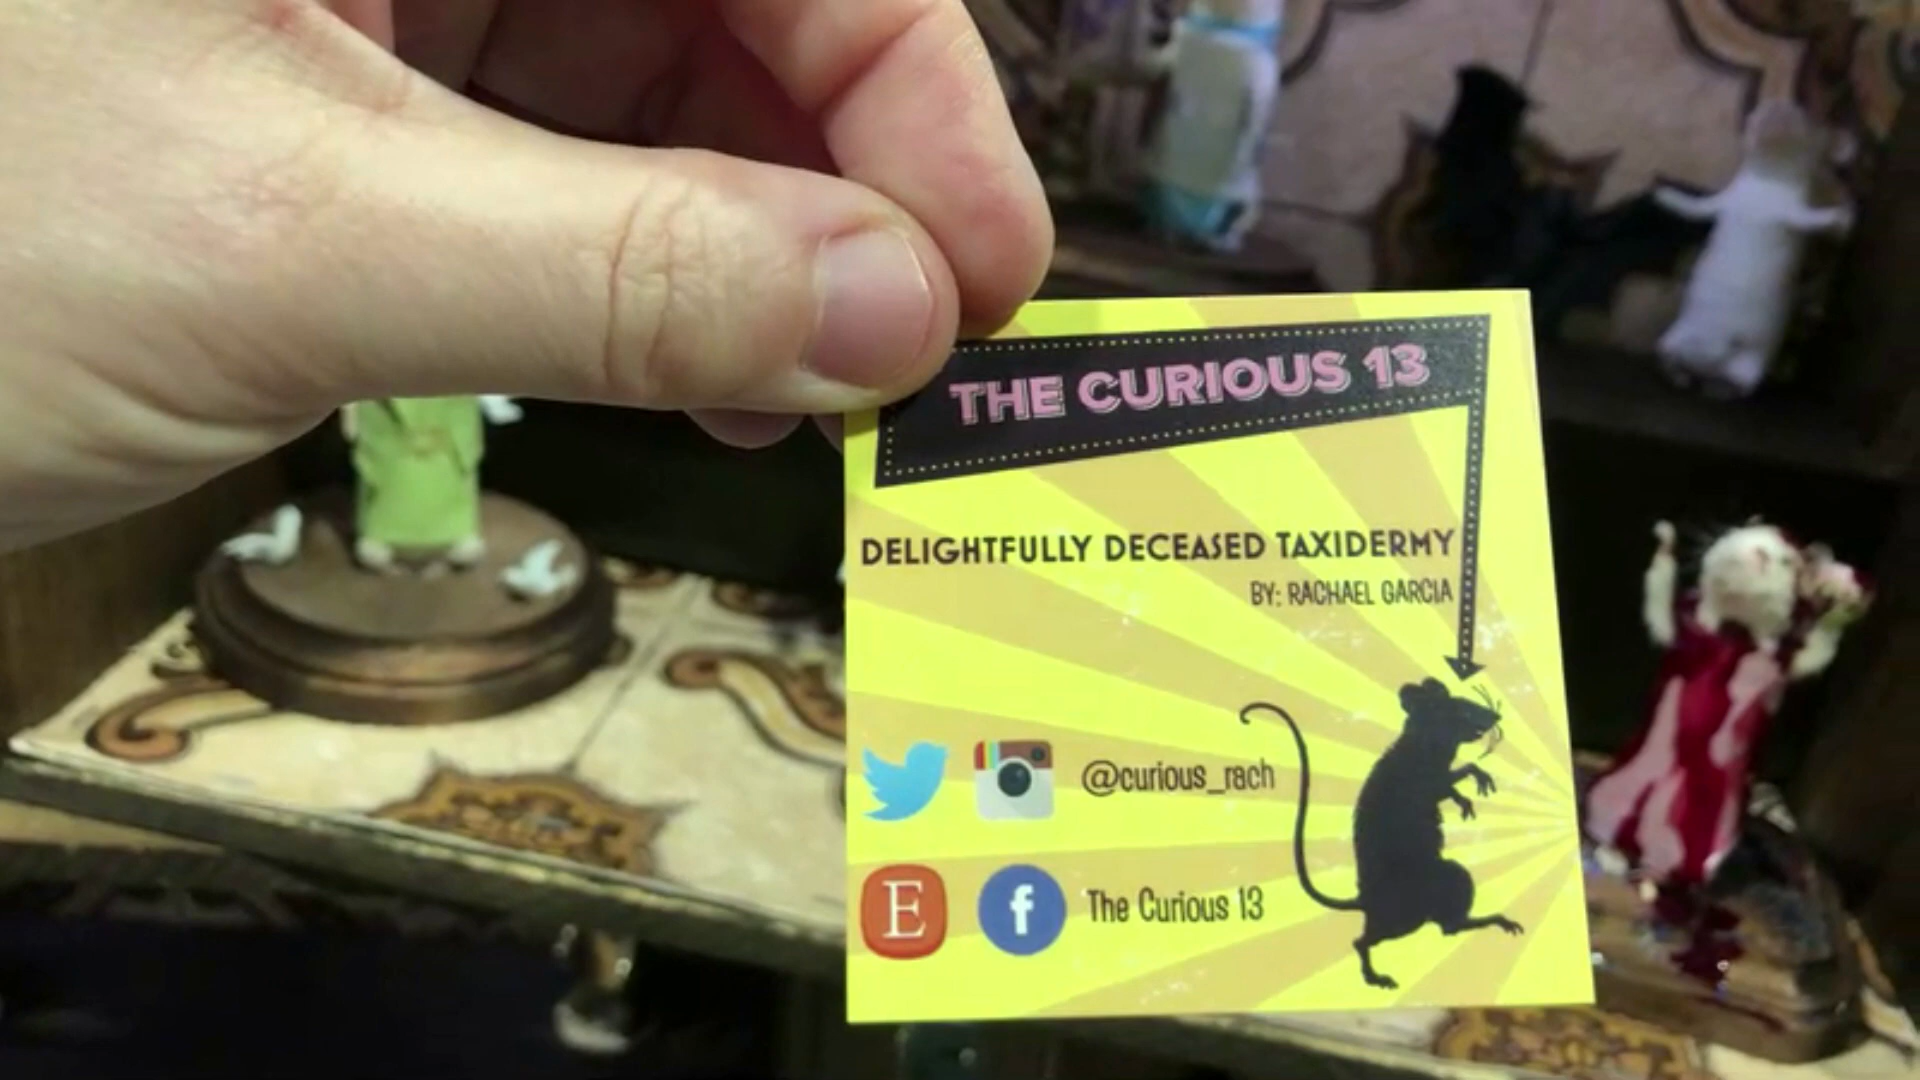 THE CURIOUS 13
DELIGHTFULLY DECEASED TAXIDERMY
BY: RACHAEL GARCIA
@curious_rach
E f The Curious 13